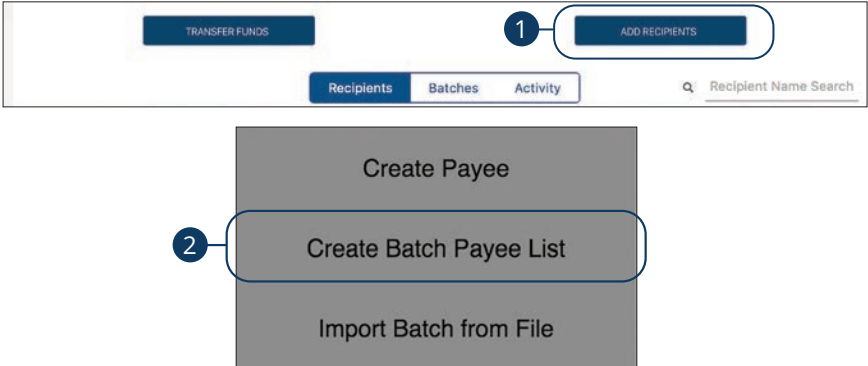 TRANSFER FUNDS 1 ADD RECIPIENTS
Recipients Batches Activity Recipient Name Search
Create Payee
2 Create Batch Payee List
Import Batch from File